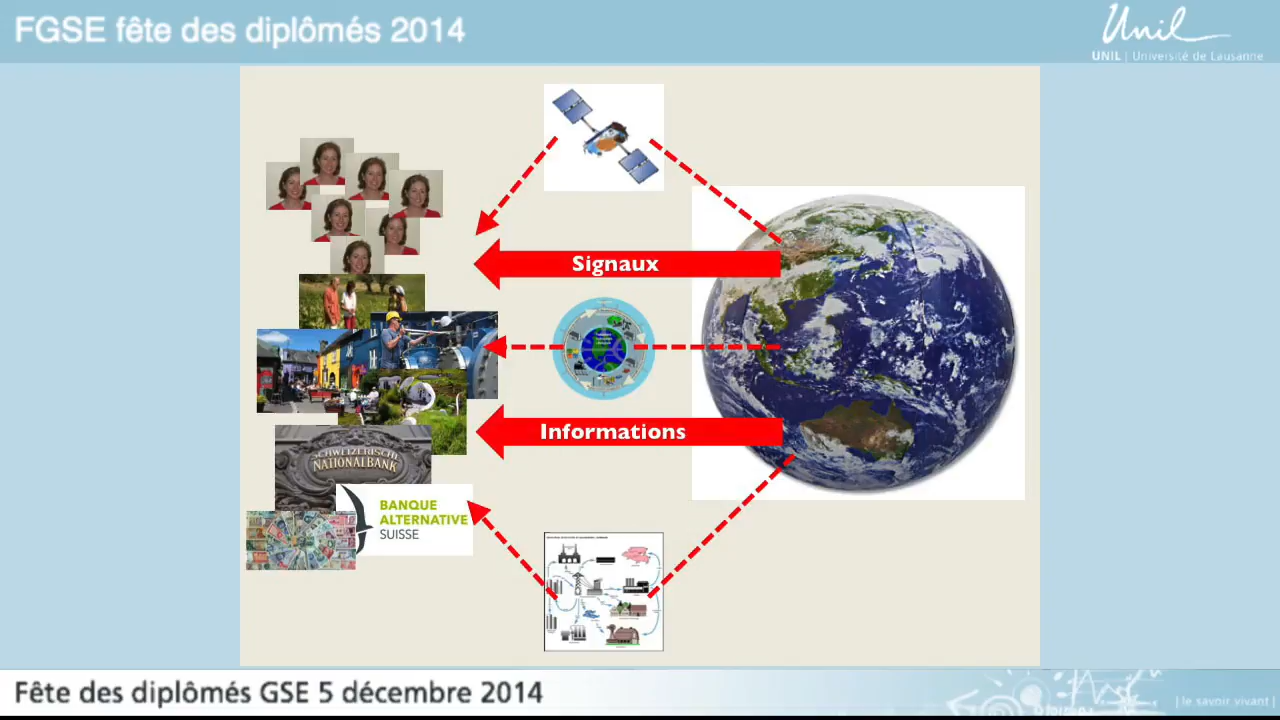 FGSE fête des diplômés 2014
Unil
UNIL | Université de Lausanne
Signaux
Informations
SCHWEIZERISCHE
NATIONALBANK
BANQUE
ALTERNATIVE
SUISSE
Fête des diplômés GSE 5 décembre 2014
| le savoir vivant |